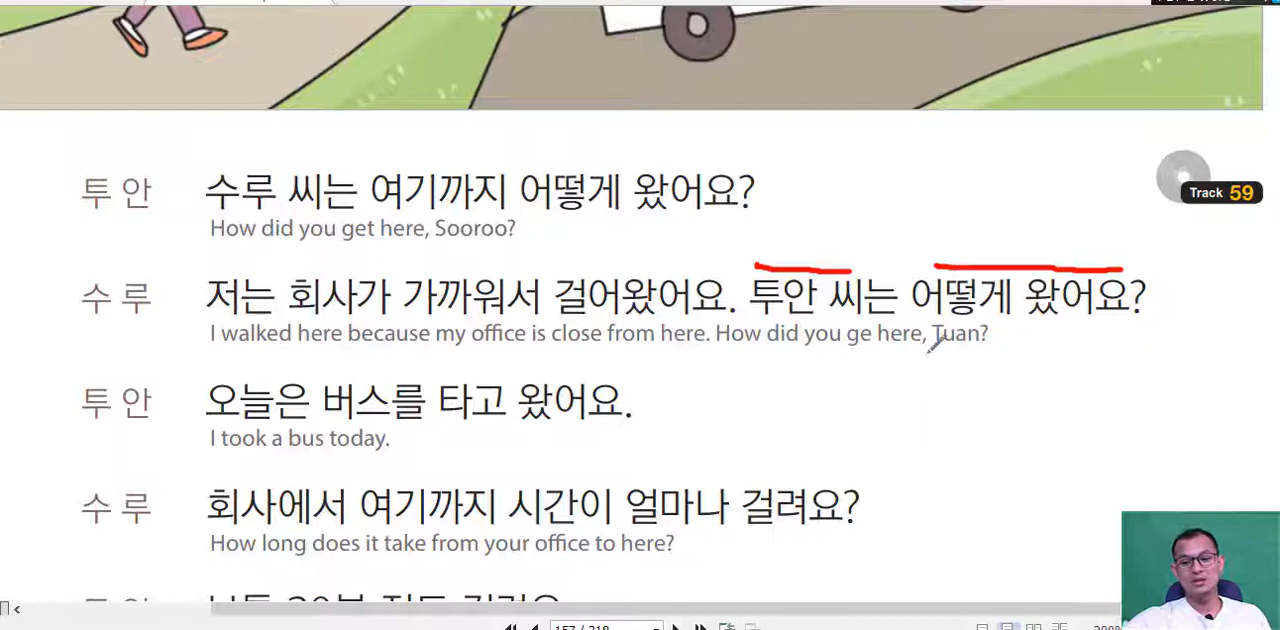 투안 수루 씨는 여기까지 어떻게 왔어요?
How did you get here, Sooroo?
Track 59
수루 저는 회사가 가까워서 걸어왔어요. 투안 씨는 어떻게 왔어요?
I walked here because my office is close from here. How did you ge here, Tuan?
투안 오늘은 버스를 타고 왔어요.
I took a bus today.
수루 회사에서 여기까지 시간이 얼마나 걸려요?
How long does it take from your office to here?
157 / 218